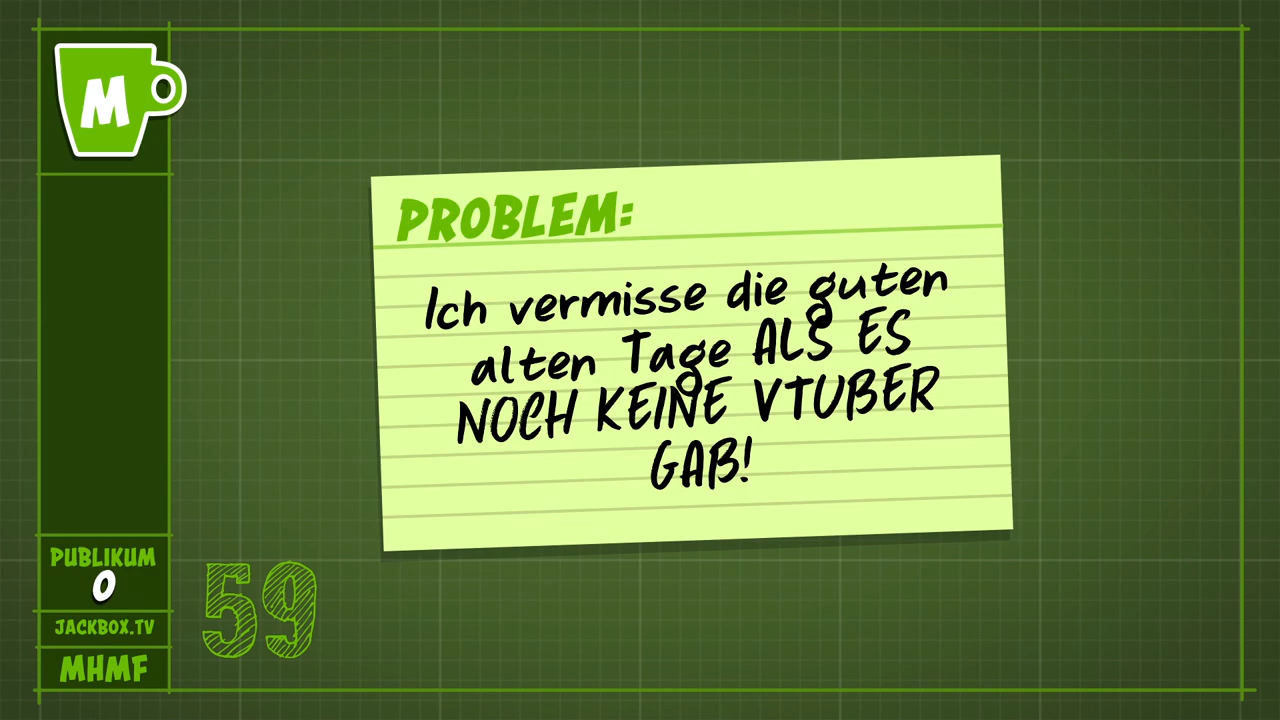 M
PROBLEM:
Ich vermisse die guten
alten Tage ALS ES
NOCH KEINE VTUBER
GAB!
PUBLIKUM
0
JACKBOX.TV
MHMF
59